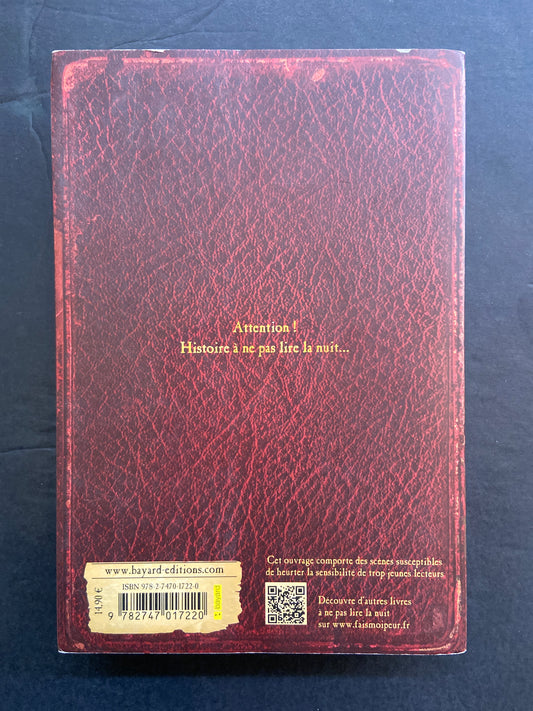 Attention !
Histoire à ne pas lire la nuit...
www.bayard-editions.com
ISBN 978-2-7470-1722-0
14,90 €
9 782747 017220
bayard
Cet ouvrage comporte des scènes susceptibles
de heurter la sensibilité de trop jeunes lecteurs
Découvre d'autres livres
à ne pas lire la nuit
sur www.faismoipeur.fr